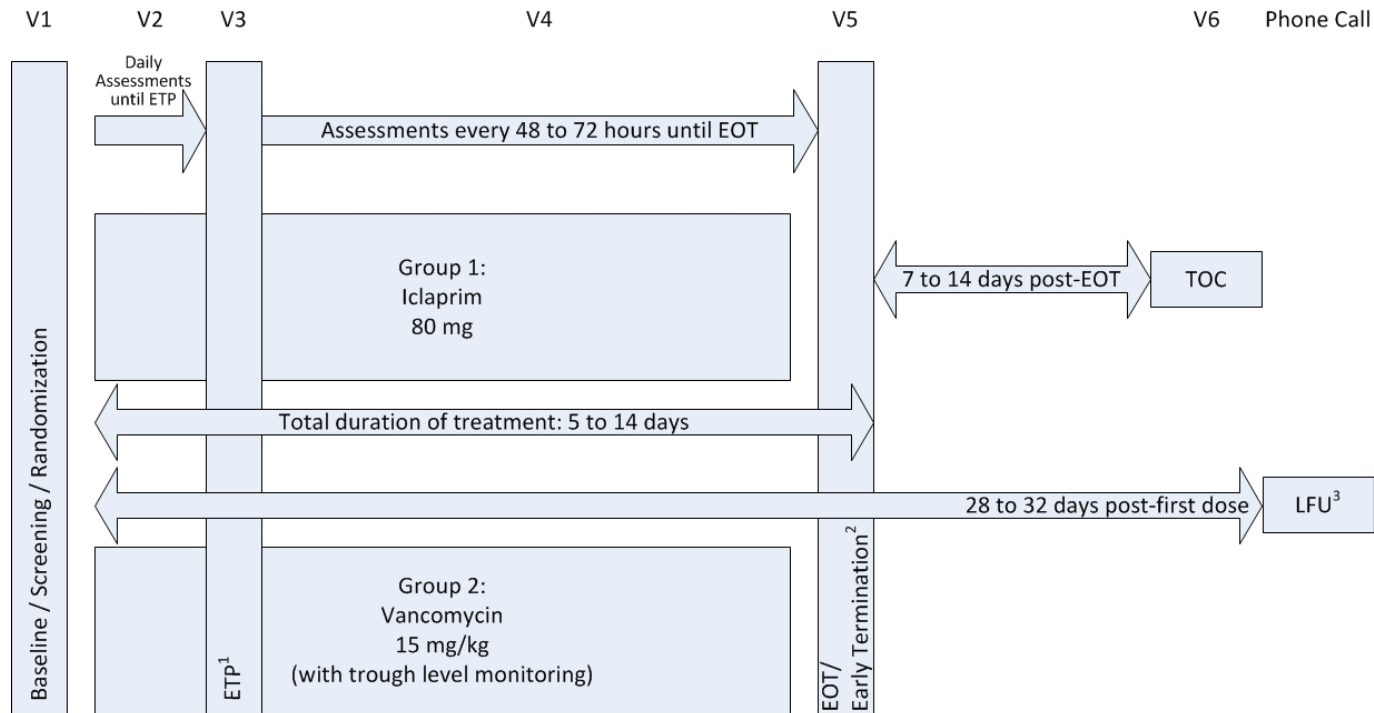 V1 V2 V3 V4 V5 V6 Phone Call
Daily
Assessments
until ETP
Assessments every 48 to 72 hours until EOT
Group 1:
Iclaprim
80 mg
7 to 14 days post-EOT
TOC
Total duration of treatment: 5 to 14 days
28 to 32 days post-first dose
LFU³
Group 2:
Vancomycin
15 mg/kg
(with trough level monitoring)
Baseline / Screening / Randomization
ETP¹
EOT/
Early Termination²